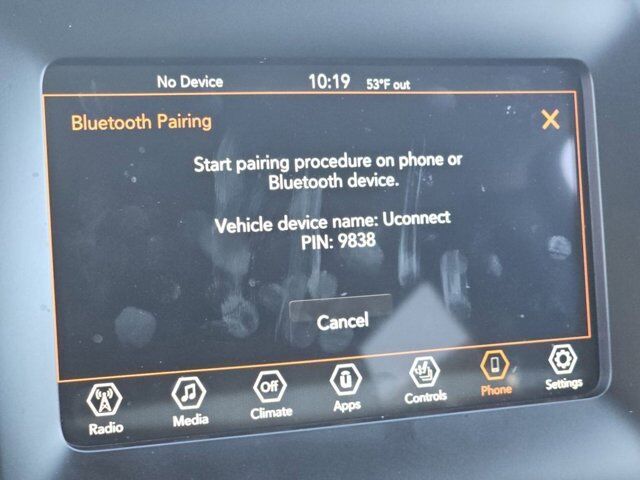 No Device 10:19 53°F out
Bluetooth Pairing X
Start pairing procedure on phone or
Bluetooth device.
Vehicle device name: Uconnect
PIN: 9838
Cancel
Off
Radio Media Climate Apps Controls Phone Settings